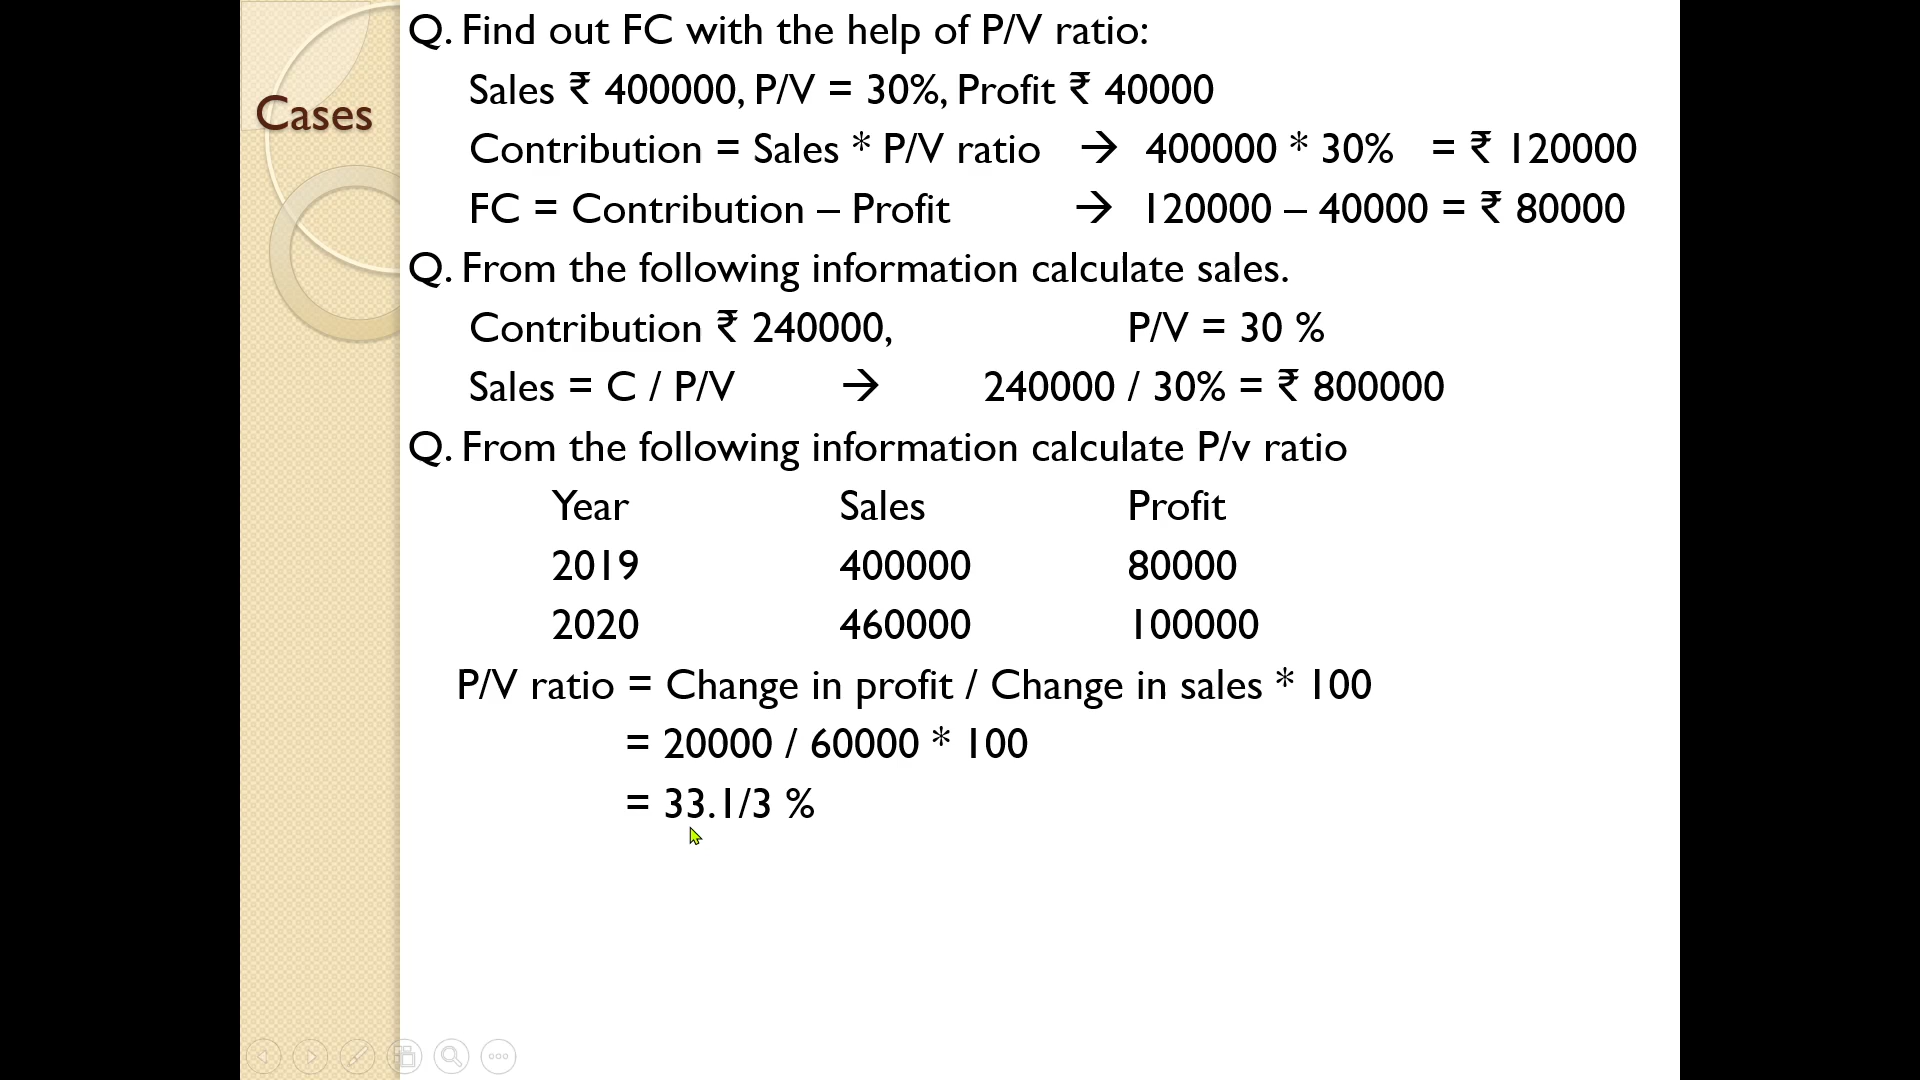 Cases
Q. Find out FC with the help of P/V ratio:
Sales ₹ 400000, P/V = 30%, Profit ₹ 40000
Contribution = Sales * P/V ratio → 400000 * 30% = ₹ 120000
FC = Contribution – Profit → 120000 – 40000 = ₹ 80000
Q. From the following information calculate sales.
Contribution ₹ 240000, P/V = 30 %
Sales = C / P/V → 240000 / 30% = ₹ 800000
Q. From the following information calculate P/v ratio
Year Sales Profit
2019 400000 80000
2020 460000 100000
P/V ratio = Change in profit / Change in sales * 100
= 20000 / 60000 * 100
= 33.1/3 %